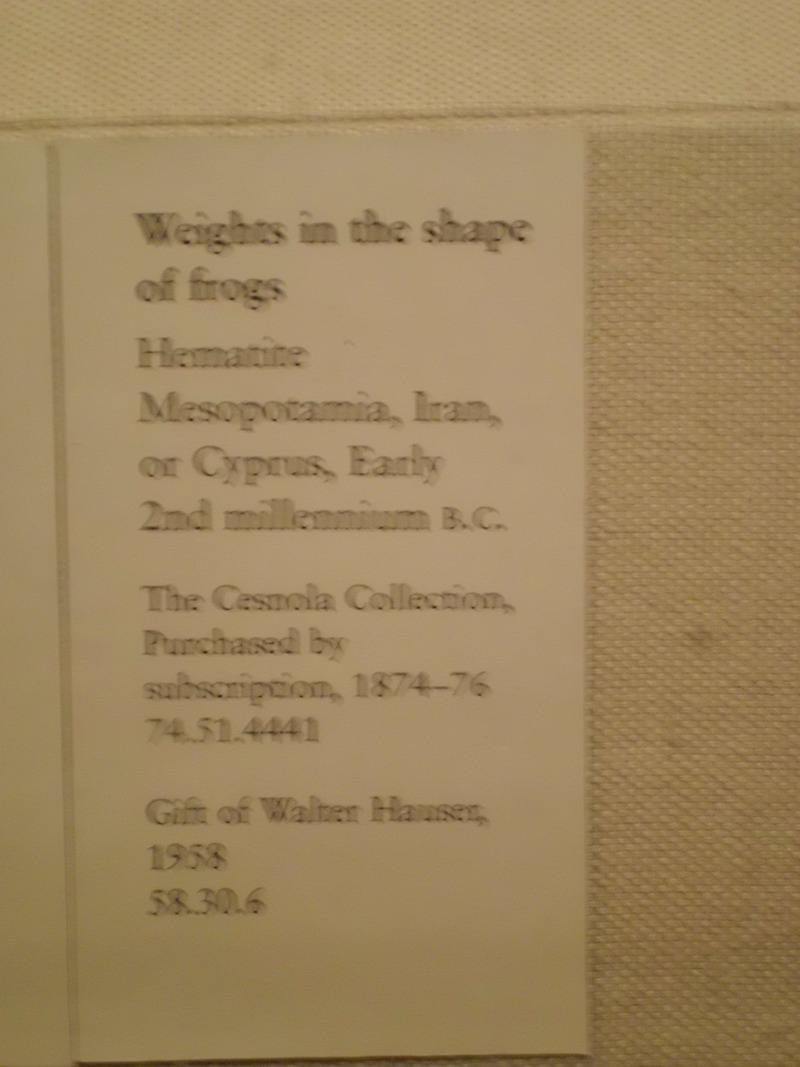 Weights in the shape
of frogs
Hematite
Mesopotamia, Iran,
or Cyprus, Early
2nd millennium B.C.
The Cesnola Collection,
Purchased by
subscription, 1874–76
74.51.4441
Gift of Walter Hauser,
1958
58.30.6